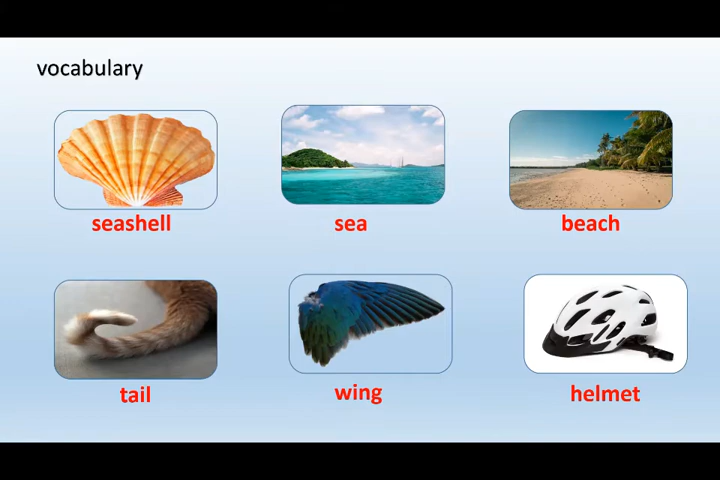 vocabulary
seashell
sea
beach
tail
wing
helmet